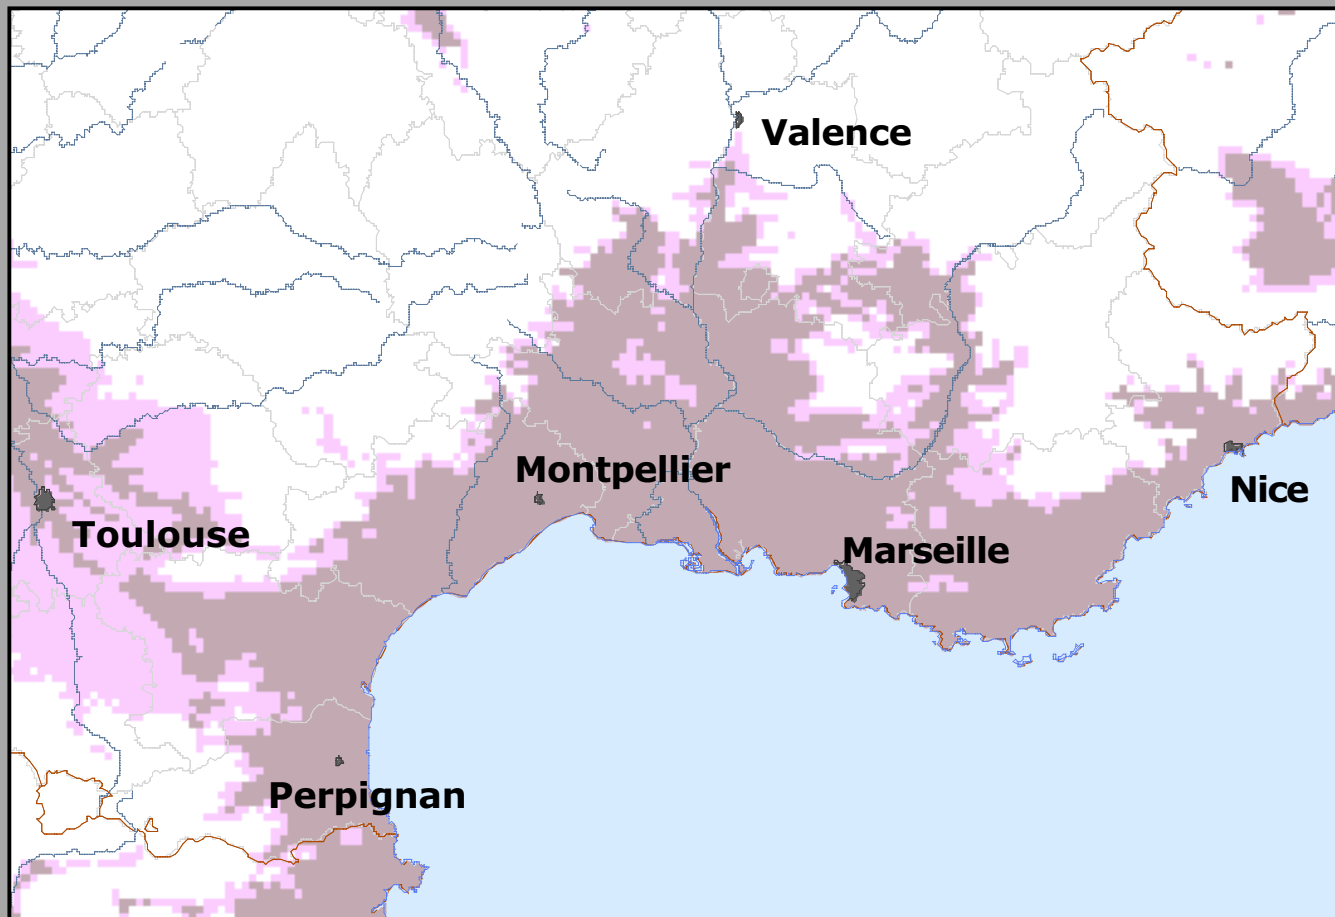 Valence
Montpellier
Nice
Toulouse
Marseille
Perpignan